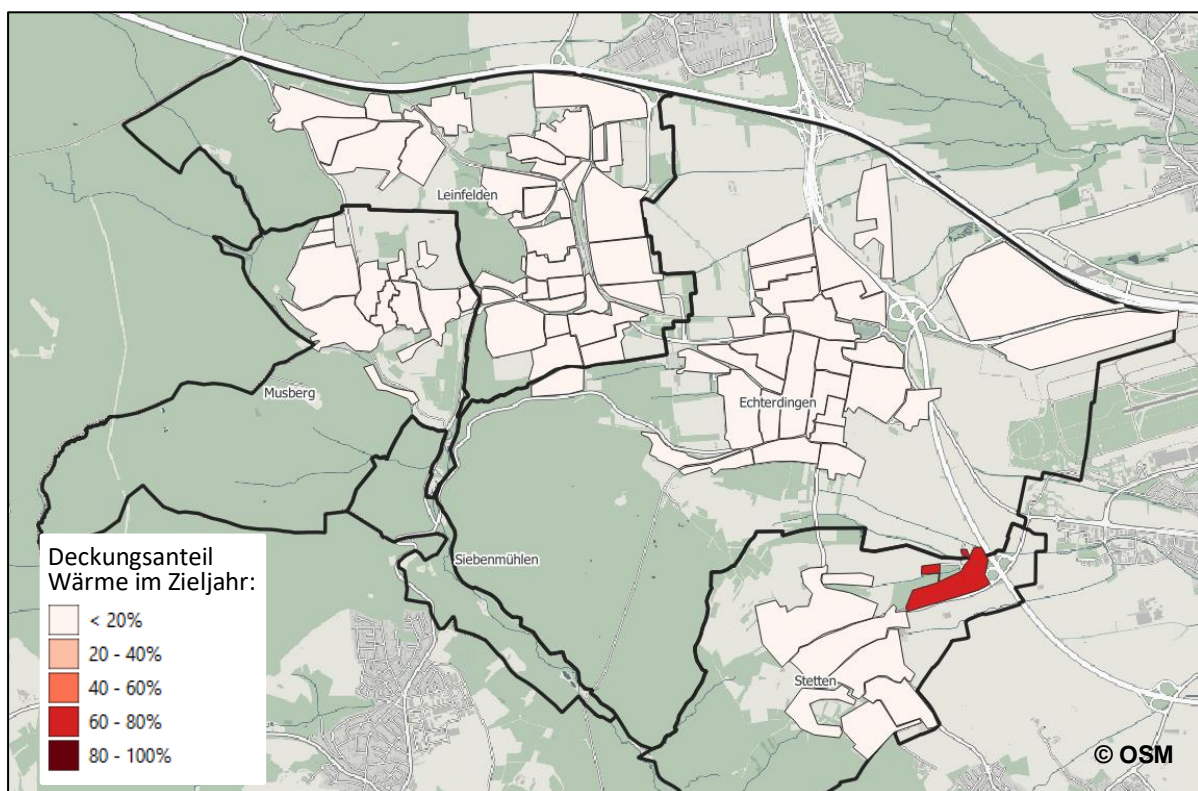 Leinfelden
Musberg
Echterdingen
Siebenmühlen
Stetten
Deckungsanteil
Wärme im Zieljahr:
< 20%
20 - 40%
40 - 60%
60 - 80%
80 - 100%
© OSM